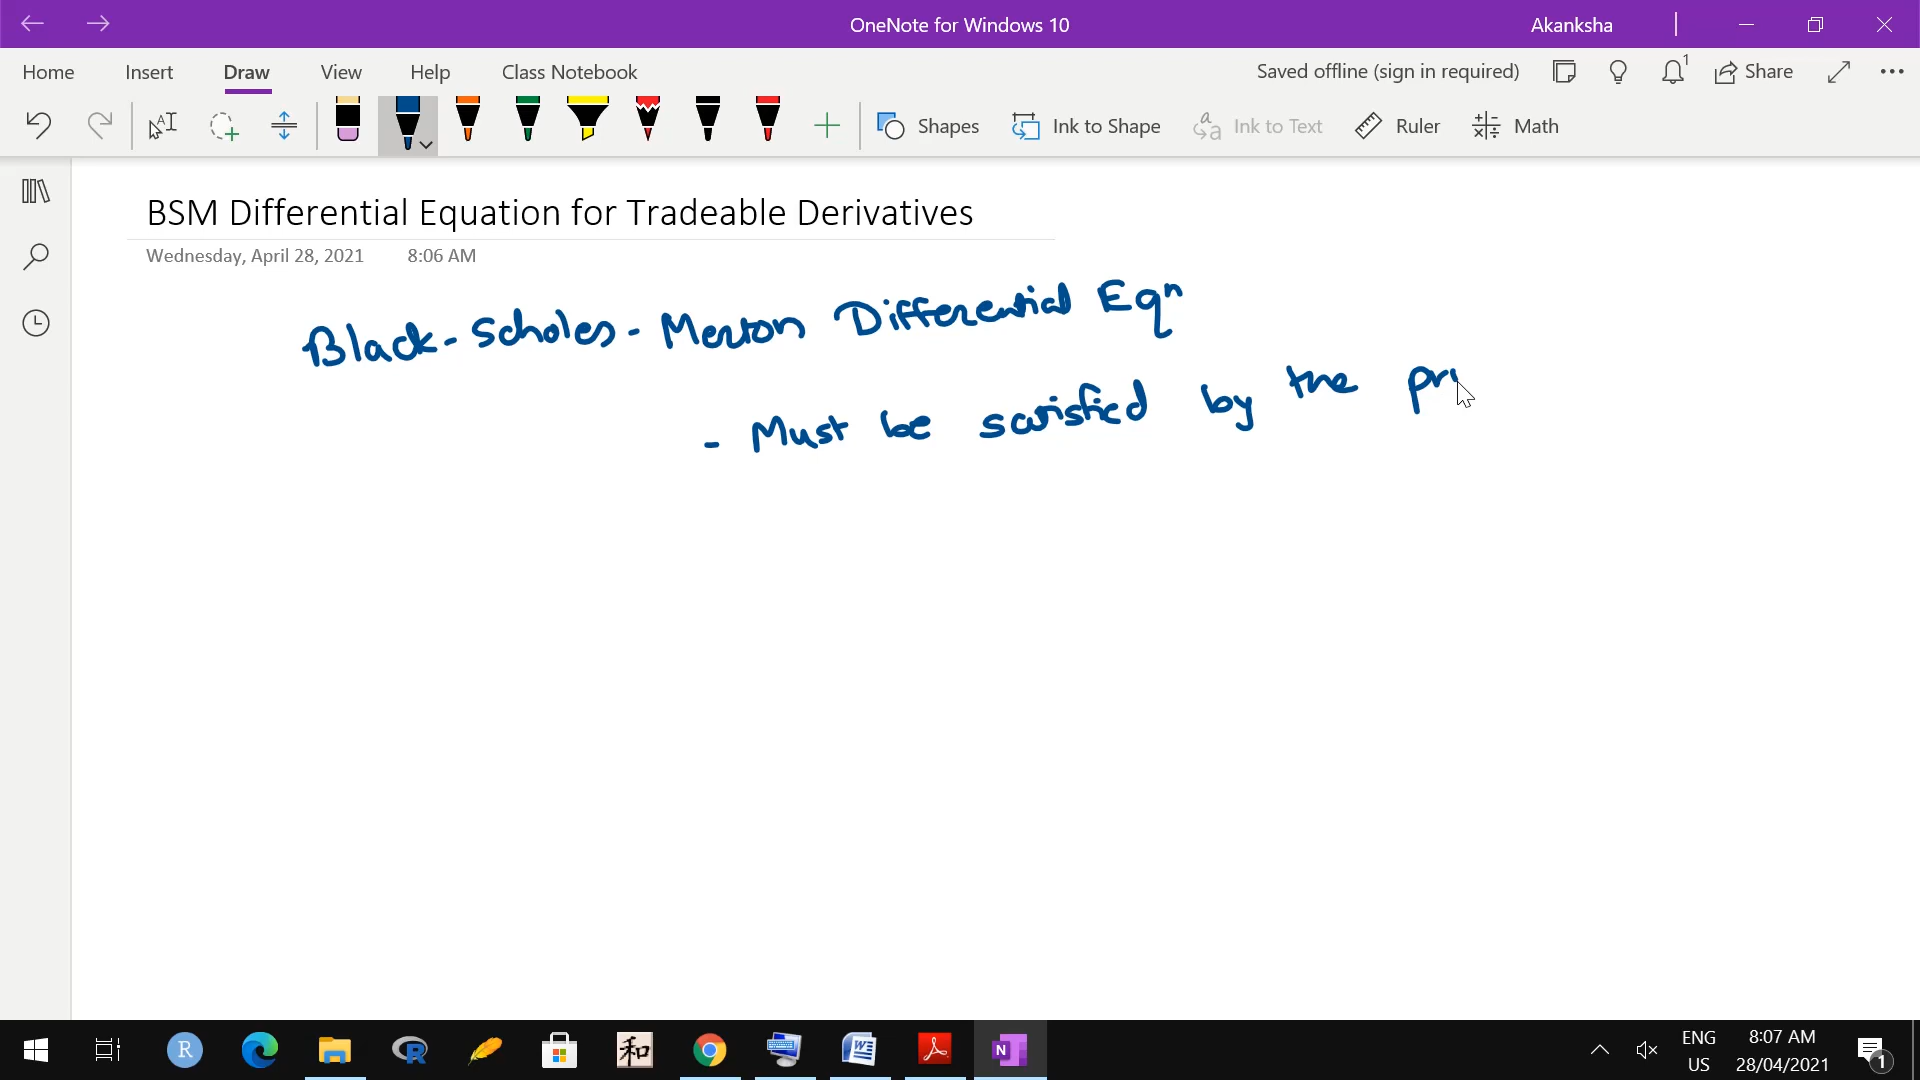 OneNote for Windows 10
Akanksha
Home Insert Draw View Help Class Notebook
Saved offline (sign in required) 1 Share
Shapes Ink to Shape Ink to Text Ruler Math
BSM Differential Equation for Tradeable Derivatives
Wednesday, April 28, 2021 8:06 AM
Black-Scholes-Merton Differential Eqn
- Must be satisfied by the pri
ENG 8:07 AM
US 28/04/2021 1